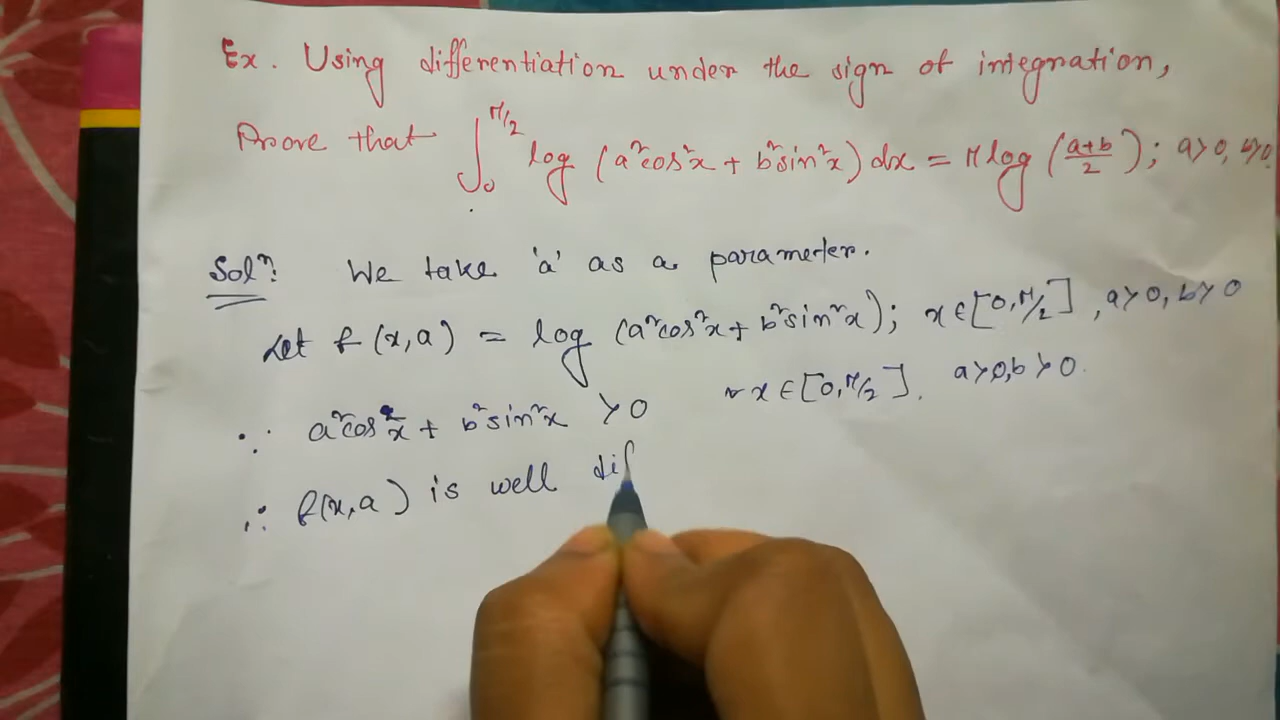 Ex. Using differentiation under the sign of integration,
Prove that ∫₀^{π/2} log (a²cos²x + b²sin²x) dx = π log (a+b/2); a>0, b>0
Solⁿ: We take 'a' as a parameter.
Let f(x,a) = log (a²cos²x + b²sin²x); x∈[0,π/2], a>0, b>0
∵ a²cos²x + b²sin²x >0 ∀ x∈[0,π/2], a>0, b>0.
∴ f(x,a) is well dif